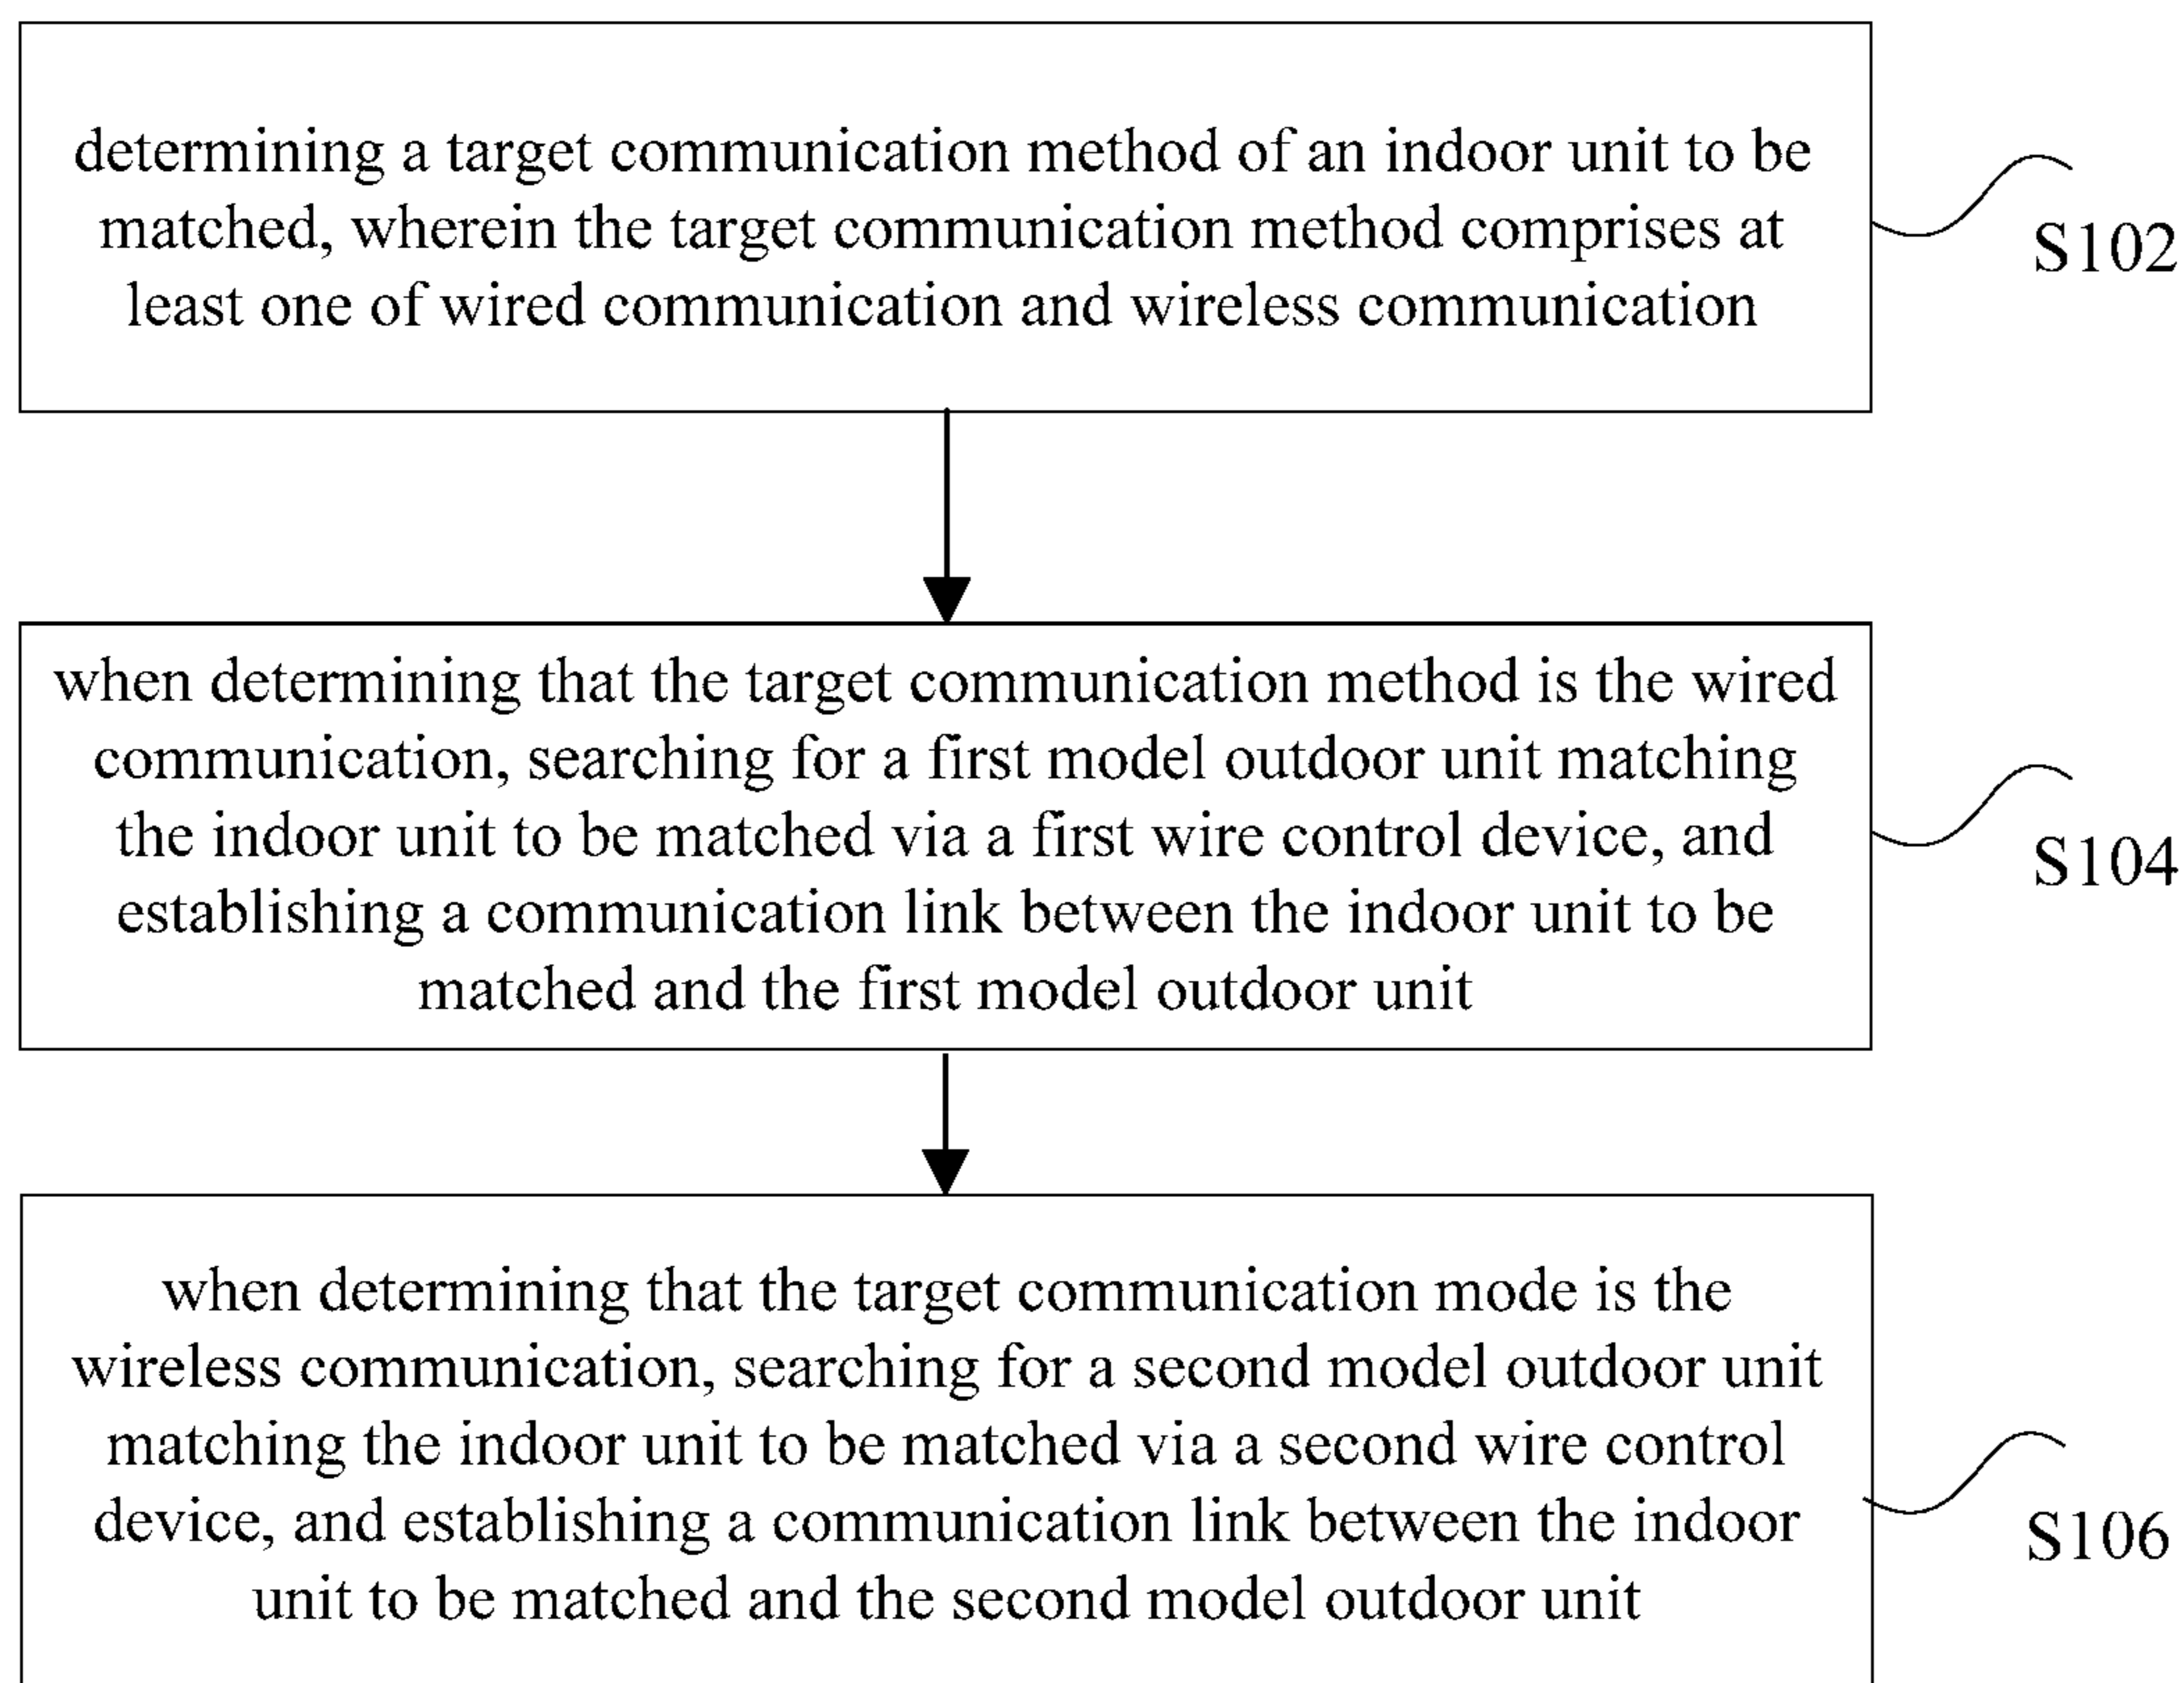 determining a target communication method of an indoor unit to be
matched, wherein the target communication method comprises at
least one of wired communication and wireless communication
S102
when determining that the target communication method is the wired
communication, searching for a first model outdoor unit matching
the indoor unit to be matched via a first wire control device, and
establishing a communication link between the indoor unit to be
matched and the first model outdoor unit
S104
when determining that the target communication mode is the
wireless communication, searching for a second model outdoor unit
matching the indoor unit to be matched via a second wire control
device, and establishing a communication link between the indoor
unit to be matched and the second model outdoor unit
S106